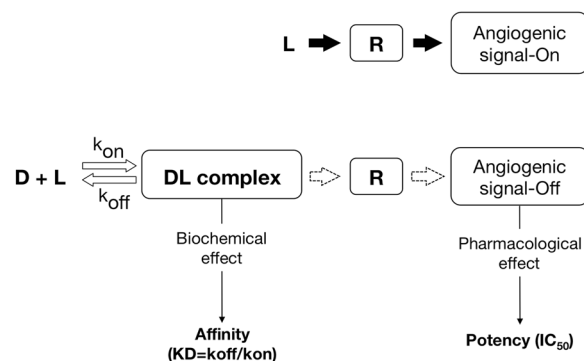 L
R
Angiogenic
signal-On
D + L
kon
koff
DL complex
R
Angiogenic
signal-Off
Biochemical
effect
Pharmacological
effect
Affinity
(KD=koff/kon)
Potency (IC50)